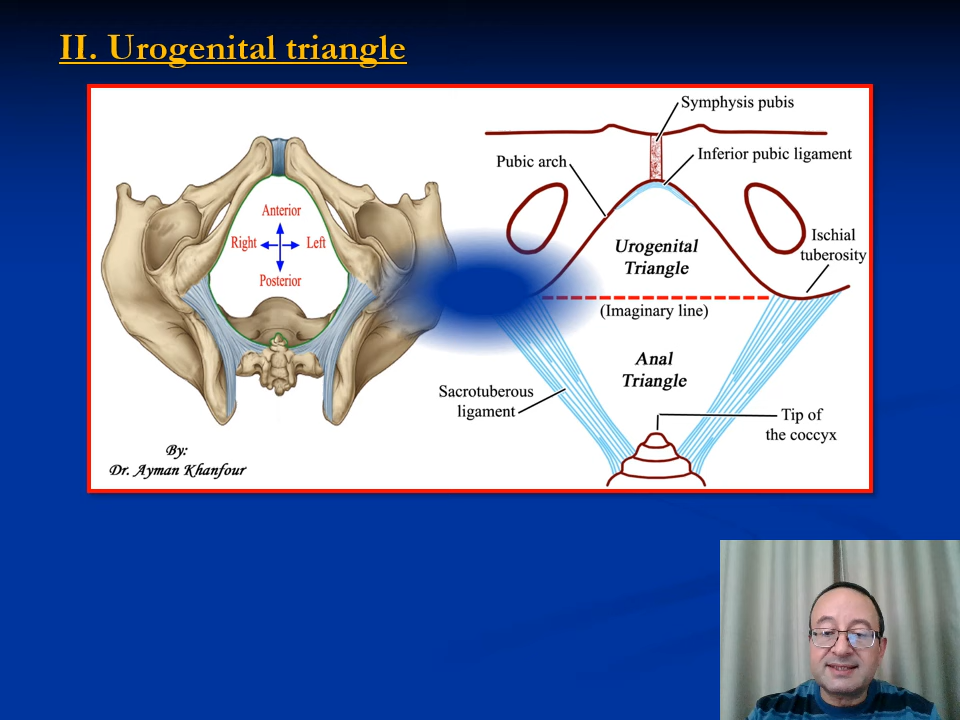 II. Urogenital triangle
Anterior
Right
Left
Posterior
By:
Dr. Ayman Khanfour
Symphysis pubis
Pubic arch
Inferior pubic ligament
Urogenital
Triangle
Ischial
tuberosity
(Imaginary line)
Anal
Triangle
Sacrotuberous
ligament
Tip of
the coccyx